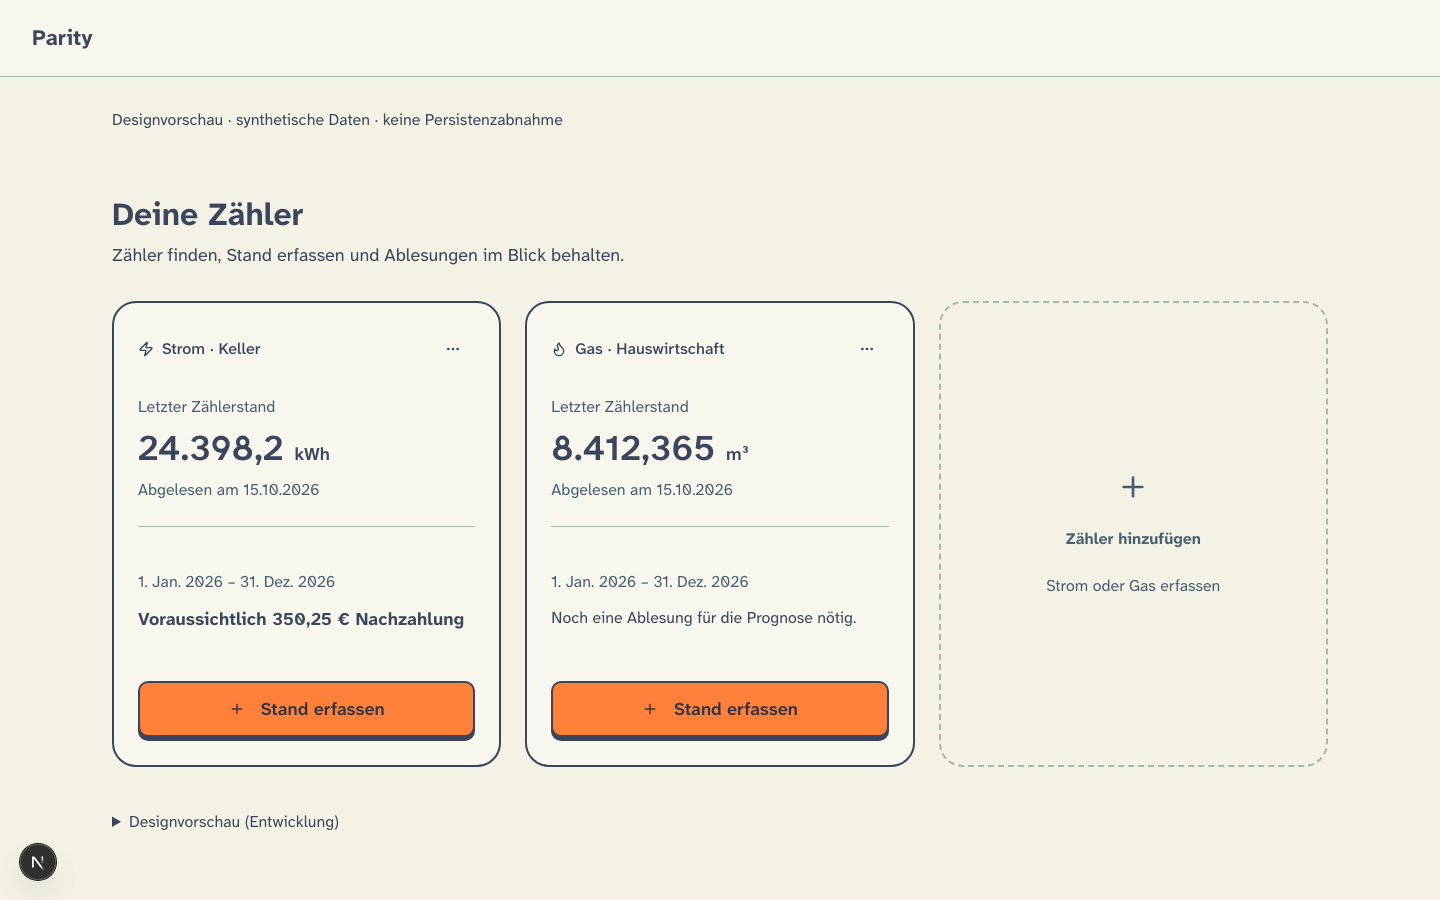 Parity
Designvorschau · synthetische Daten · keine Persistenzabnahme
Deine Zähler
Zähler finden, Stand erfassen und Ablesungen im Blick behalten.
Strom · Keller
Letzter Zählerstand
24.398,2 kWh
Abgelesen am 15.10.2026
1. Jan. 2026 – 31. Dez. 2026
Voraussichtlich 350,25 € Nachzahlung
+ Stand erfassen
Gas · Hauswirtschaft
Letzter Zählerstand
8.412,365 m³
Abgelesen am 15.10.2026
1. Jan. 2026 – 31. Dez. 2026
Noch eine Ablesung für die Prognose nötig.
+ Stand erfassen
Zähler hinzufügen
Strom oder Gas erfassen
Designvorschau (Entwicklung)
N